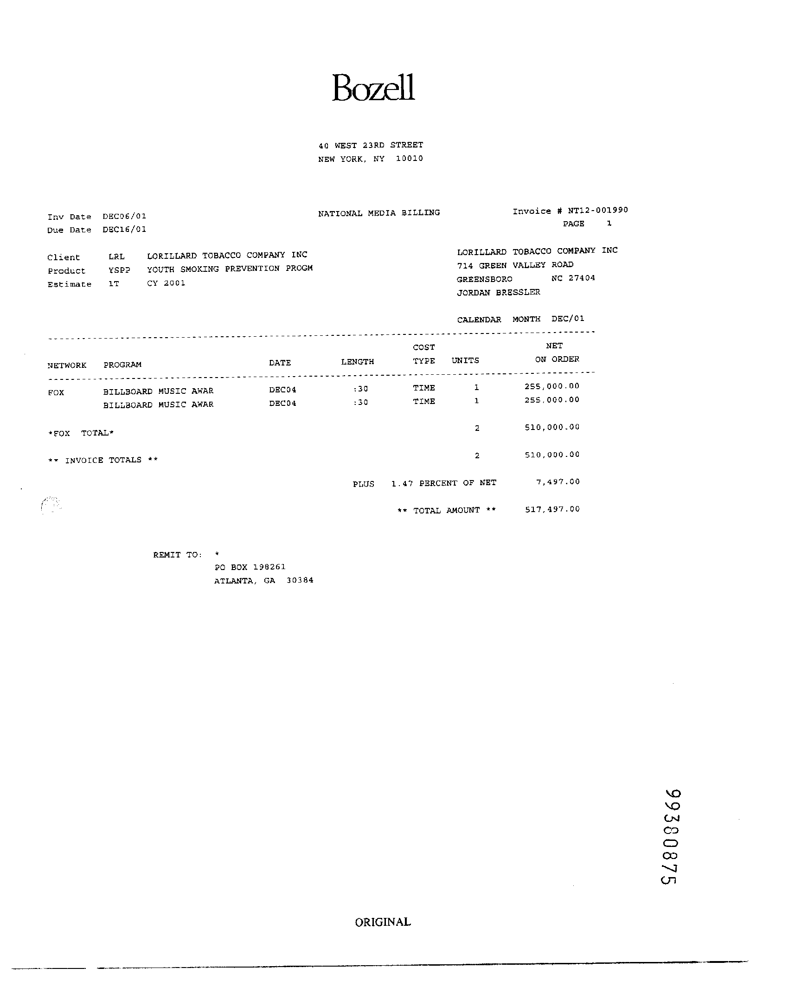 Bozell
40 WEST 23RD STREET
NEW YORK, NY 10010
Inv Date DEC06/01 NATIONAL MEDIA BILLING Invoice # NT12-001990
Due Date DEC16/01 PAGE 1
Client LRL LORILLARD TOBACCO COMPANY INC LORILLARD TOBACCO COMPANY INC
Product YSPP YOUTH SMOKING PREVENTION PROGM 714 GREEN VALLEY ROAD
Estimate 1T CY 2001 GREENSBORO NC 27404
JORDAN BRESSLER
CALENDAR MONTH DEC/01
COST NET
NETWORK PROGRAM DATE LENGTH TYPE UNITS ON ORDER
FOX BILLBOARD MUSIC AWAR DEC04 :30 TIME 1 255,000.00
BILLBOARD MUSIC AWAR DEC04 :30 TIME 1 255.000.00
*FOX TOTAL* 2 510,000.00
** INVOICE TOTALS ** 2 510,000.00
PLUS 1.47 PERCENT OF NET 7,497.00
** TOTAL AMOUNT ** 517,497.00
REMIT TO: *
PO BOX 198261
ATLANTA, GA 30384
99380875
ORIGINAL